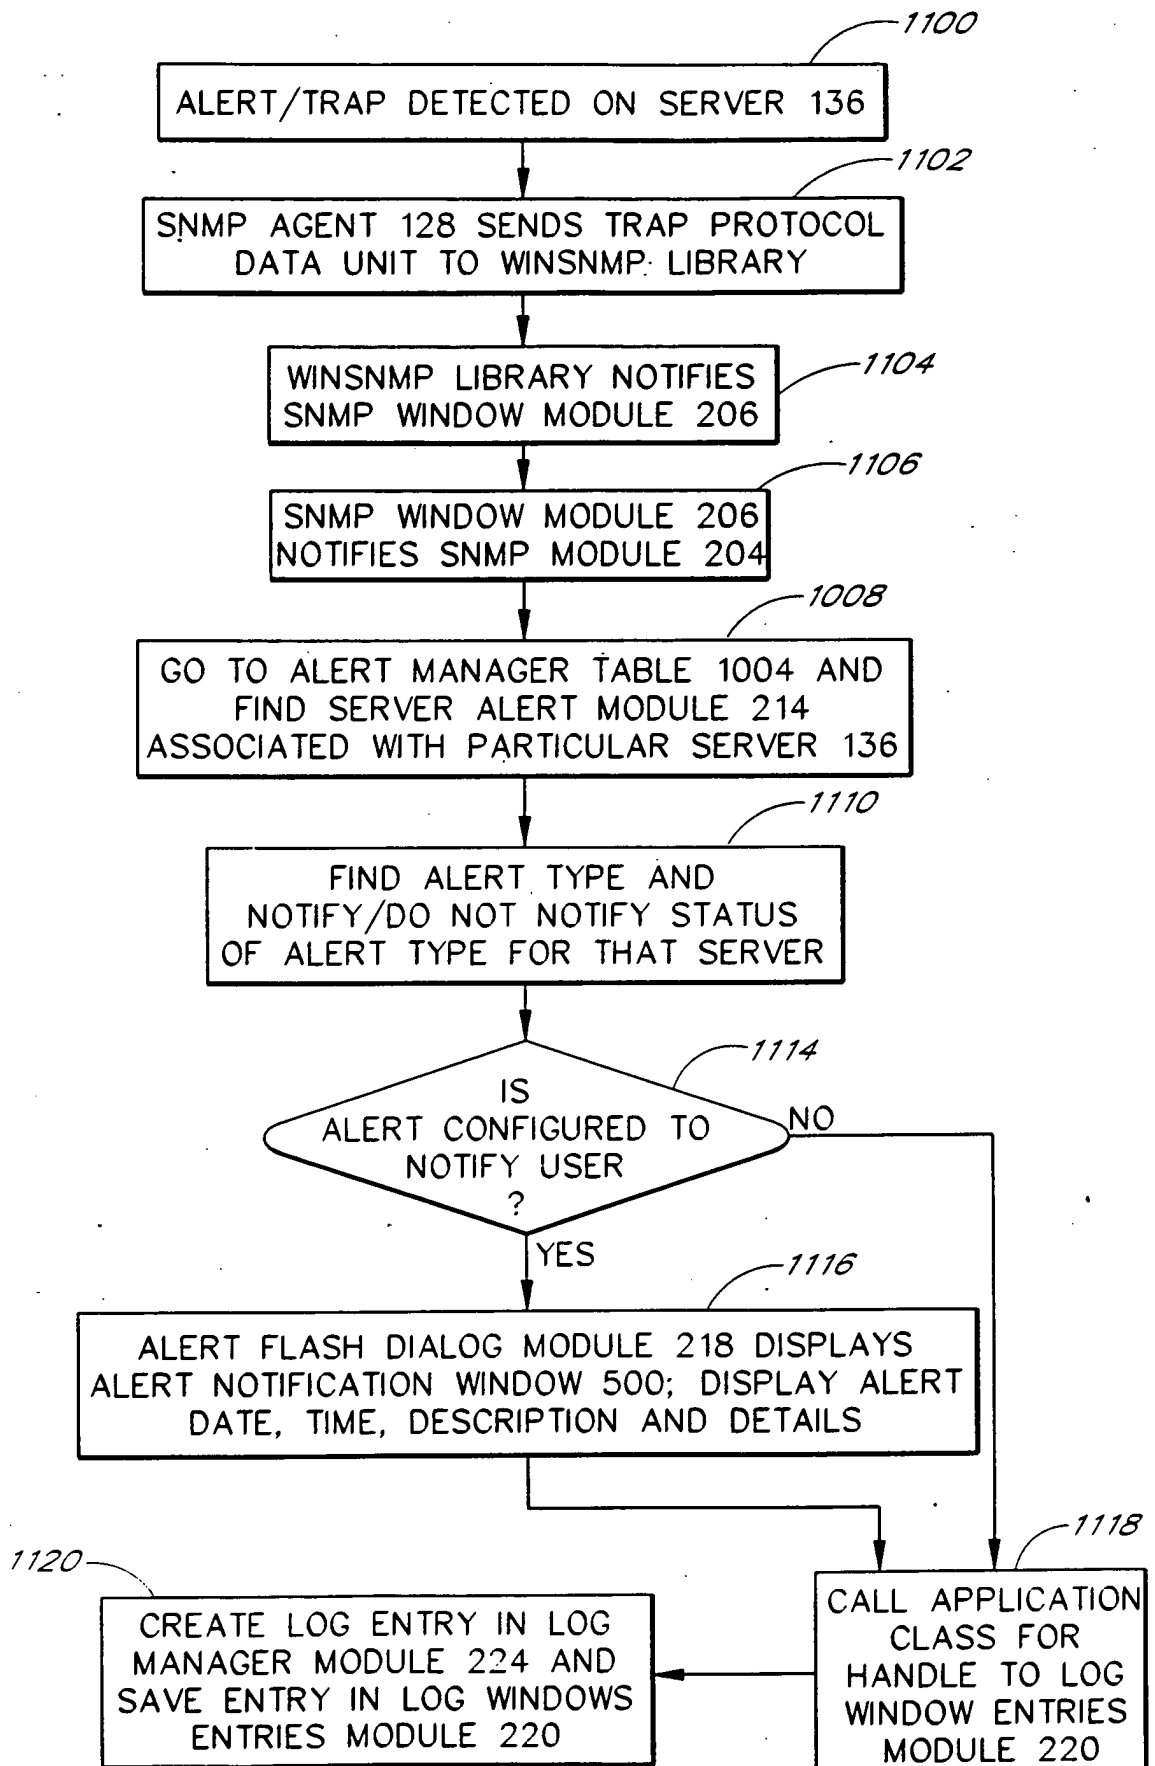 1100
ALERT/TRAP DETECTED ON SERVER 136
1102
SNMP AGENT 128 SENDS TRAP PROTOCOL
DATA UNIT TO WINSNMP LIBRARY
1104
WINSNMP LIBRARY NOTIFIES
SNMP WINDOW MODULE 206
1106
SNMP WINDOW MODULE 206
NOTIFIES SNMP MODULE 204
1008
GO TO ALERT MANAGER TABLE 1004 AND
FIND SERVER ALERT MODULE 214
ASSOCIATED WITH PARTICULAR SERVER 136
1110
FIND ALERT TYPE AND
NOTIFY/DO NOT NOTIFY STATUS
OF ALERT TYPE FOR THAT SERVER
1114
IS
ALERT CONFIGURED TO
NOTIFY USER
?
NO
YES
1116
ALERT FLASH DIALOG MODULE 218 DISPLAYS
ALERT NOTIFICATION WINDOW 500; DISPLAY ALERT
DATE, TIME, DESCRIPTION AND DETAILS
1118
CALL APPLICATION
CLASS FOR
HANDLE TO LOG
WINDOW ENTRIES
MODULE 220
1120
CREATE LOG ENTRY IN LOG
MANAGER MODULE 224 AND
SAVE ENTRY IN LOG WINDOWS
ENTRIES MODULE 220